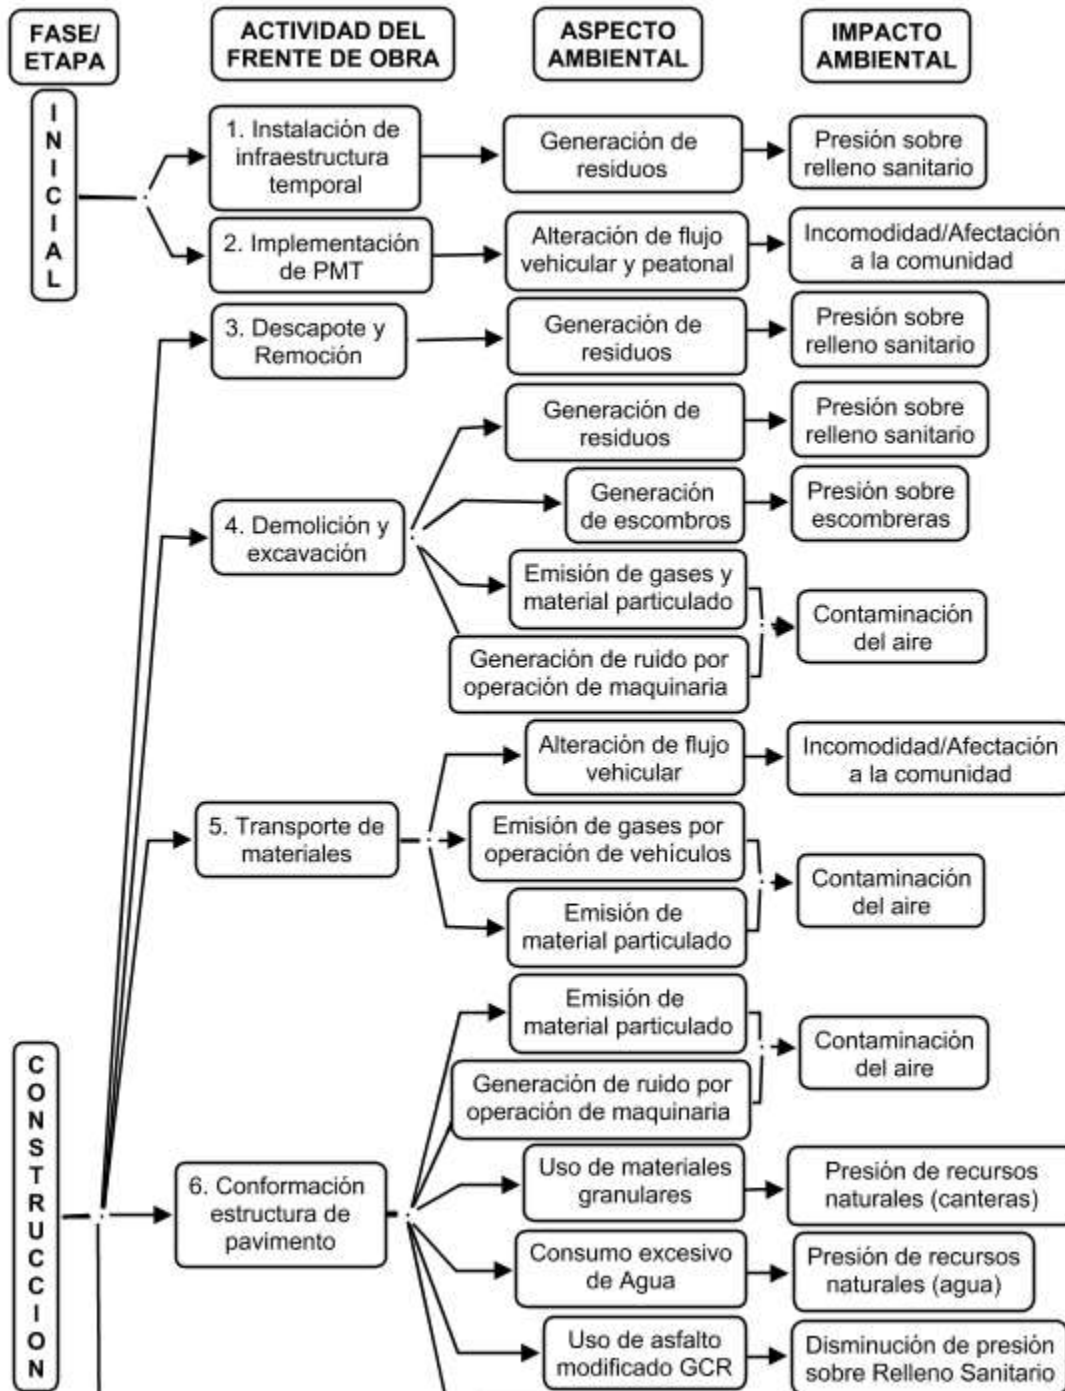 FASE/
ETAPA
ACTIVIDAD DEL
FRENTE DE OBRA
ASPECTO
AMBIENTAL
IMPACTO
AMBIENTAL
INICIAL
1. Instalación de
infraestructura
temporal
Generación de
residuos
Presión sobre
relleno sanitario
2. Implementación
de PMT
Alteración de flujo
vehicular y peatonal
Incomodidad/Afectación
a la comunidad
3. Descapote y
Remoción
Generación de
residuos
Presión sobre
relleno sanitario
4. Demolición y
excavación
Generación de
residuos
Presión sobre
relleno sanitario
Generación
de escombros
Presión sobre
escombreras
Emisión de gases y
material particulado
Generación de ruido por
operación de maquinaria
Contaminación
del aire
5. Transporte de
materiales
Alteración de flujo
vehicular
Incomodidad/Afectación
a la comunidad
Emisión de gases por
operación de vehículos
Emisión de
material particulado
Contaminación
del aire
CONSTRUCCION
6. Conformación
estructura de
pavimento
Emisión de
material particulado
Generación de ruido por
operación de maquinaria
Contaminación
del aire
Uso de materiales
granulares
Presión de recursos
naturales (canteras)
Consumo excesivo
de Agua
Presión de recursos
naturales (agua)
Uso de asfalto
modificado GCR
Disminución de presión
sobre Relleno Sanitario